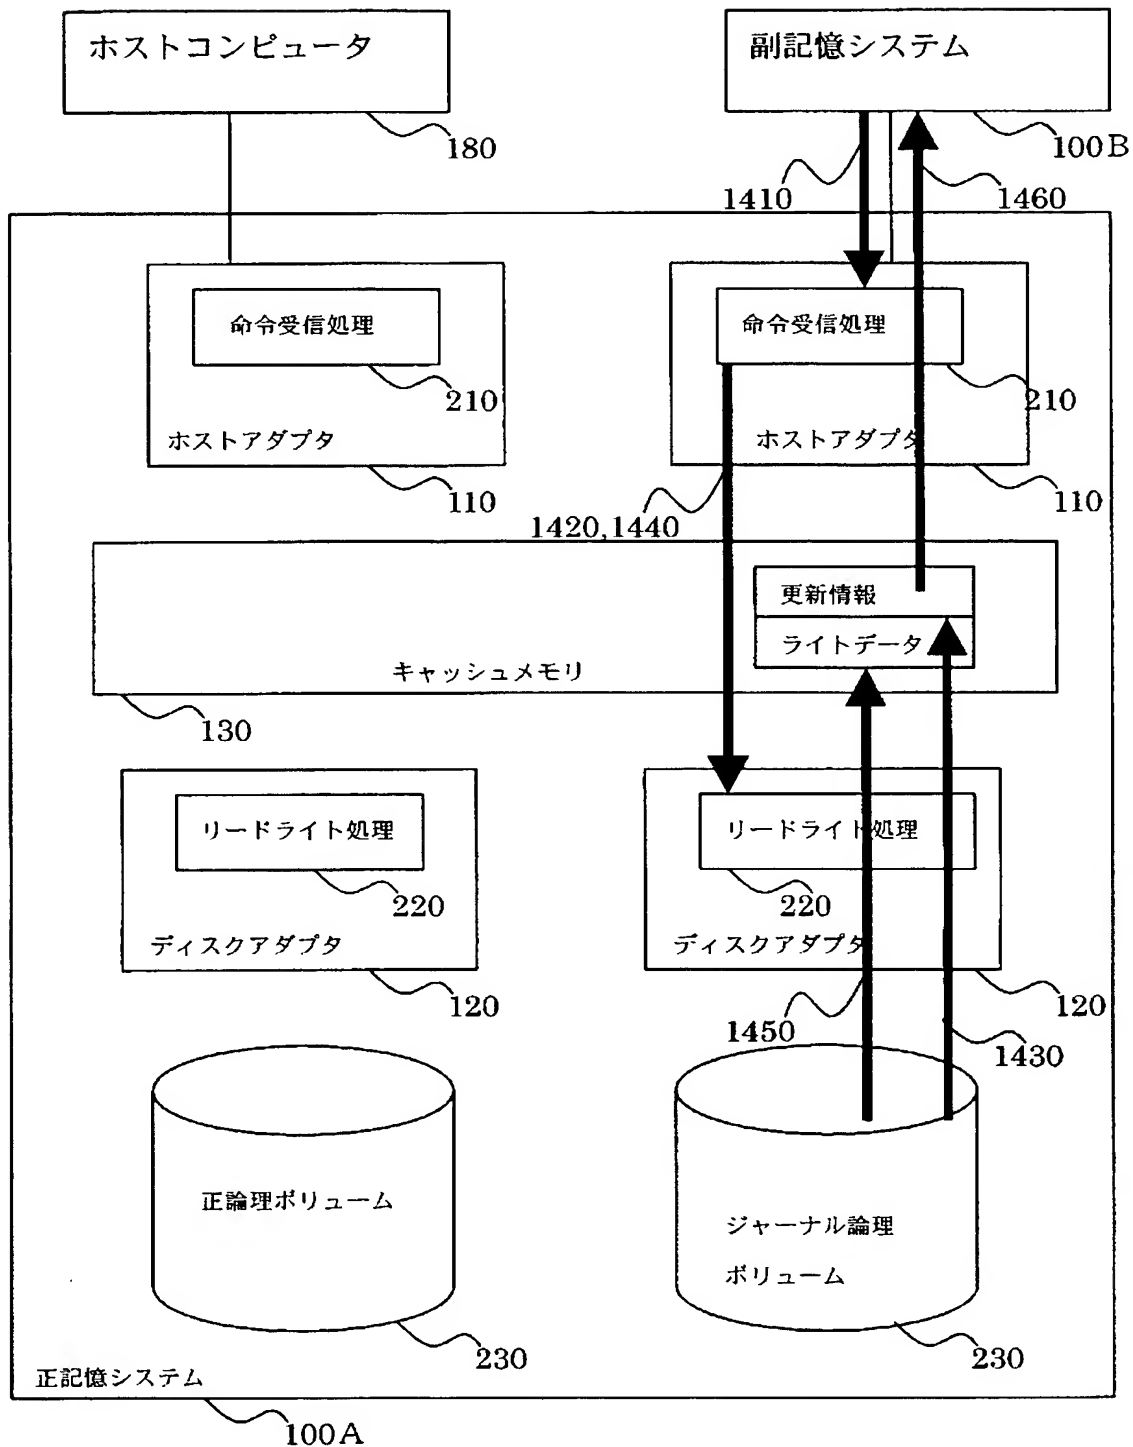 ホストコンピュータ
副記憶システム
180
100B
1410
1460
命令受信処理
命令受信処理
210
210
ホストアダプタ
ホストアダプタ
110
110
1420,1440
更新情報
ライトデータ
キャッシュメモリ
130
リードライト処理
リードライト処理
220
220
ディスクアダプタ
ディスクアダプタ
120
120
1450
1430
正論理ボリューム
ジャーナル論理
ボリューム
230
230
正記憶システム
100A